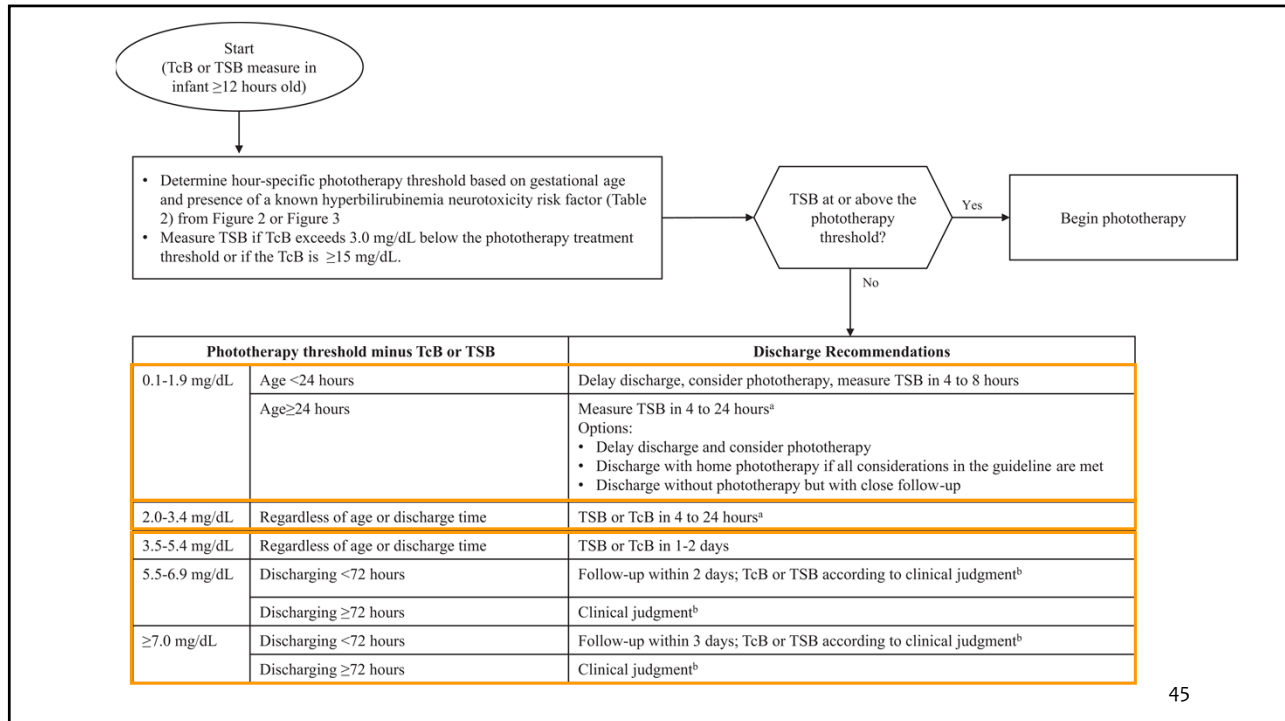 Start
(TcB or TSB measure in
infant ≥12 hours old)
• Determine hour-specific phototherapy threshold based on gestational age
and presence of a known hyperbilirubinemia neurotoxicity risk factor (Table
2) from Figure 2 or Figure 3
• Measure TSB if TcB exceeds 3.0 mg/dL below the phototherapy treatment
threshold or if the TcB is ≥15 mg/dL.
TSB at or above the
phototherapy
threshold?
Yes
Begin phototherapy
No
Phototherapy threshold minus TcB or TSB
Discharge Recommendations
0.1-1.9 mg/dL
Age <24 hours
Delay discharge, consider phototherapy, measure TSB in 4 to 8 hours
Age≥24 hours
Measure TSB in 4 to 24 hoursᵃ
Options:
• Delay discharge and consider phototherapy
• Discharge with home phototherapy if all considerations in the guideline are met
• Discharge without phototherapy but with close follow-up
2.0-3.4 mg/dL
Regardless of age or discharge time
TSB or TcB in 4 to 24 hoursᵃ
3.5-5.4 mg/dL
Regardless of age or discharge time
TSB or TcB in 1-2 days
5.5-6.9 mg/dL
Discharging <72 hours
Follow-up within 2 days; TcB or TSB according to clinical judgmentᵇ
Discharging ≥72 hours
Clinical judgmentᵇ
≥7.0 mg/dL
Discharging <72 hours
Follow-up within 3 days; TcB or TSB according to clinical judgmentᵇ
Discharging ≥72 hours
Clinical judgmentᵇ
45